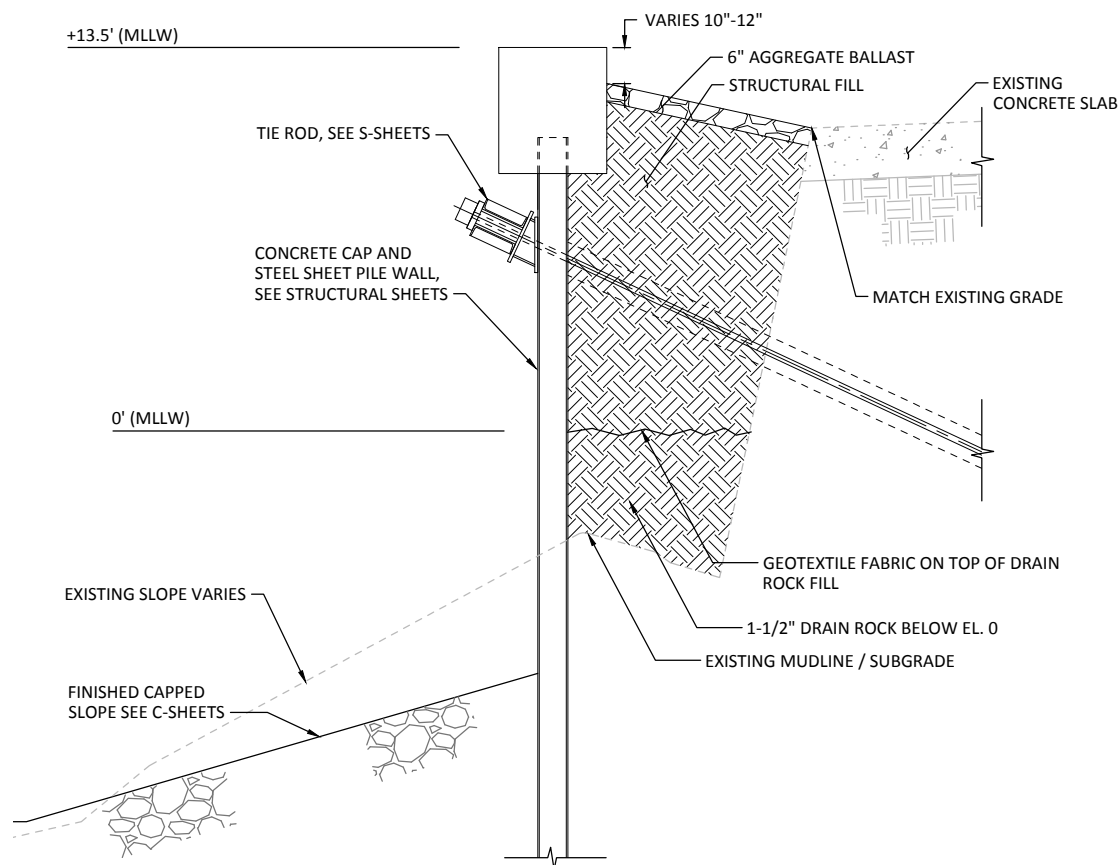 VARIES 10"-12"
+13.5' (MLLW)
6" AGGREGATE BALLAST
STRUCTURAL FILL
EXISTING
CONCRETE SLAB
TIE ROD, SEE S-SHEETS
CONCRETE CAP AND
STEEL SHEET PILE WALL,
SEE STRUCTURAL SHEETS
MATCH EXISTING GRADE
0' (MLLW)
GEOTEXTILE FABRIC ON TOP OF DRAIN
ROCK FILL
EXISTING SLOPE VARIES
1-1/2" DRAIN ROCK BELOW EL. 0
EXISTING MUDLINE / SUBGRADE
FINISHED CAPPED
SLOPE SEE C-SHEETS